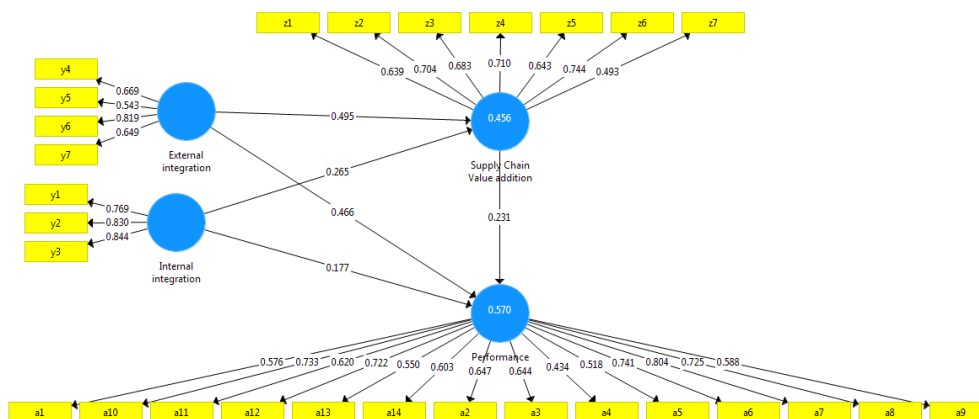 z1 z2 z3 z4 z5 z6 z7
0.639 0.704 0.683 0.710 0.643 0.744 0.493
y4
y5
y6
y7
0.669
0.543
0.819
0.649
External
integration
0.495
0.456
Supply Chain
Value addition
0.265
0.466
0.231
y1
y2
y3
0.769
0.830
0.844
Internal
integration
0.177
0.570
Performance
0.576 0.733 0.620 0.722 0.550 0.603 0.647 0.644 0.434 0.518 0.741 0.804 0.725 0.588
a1 a10 a11 a12 a13 a14 a2 a3 a4 a5 a6 a7 a8 a9